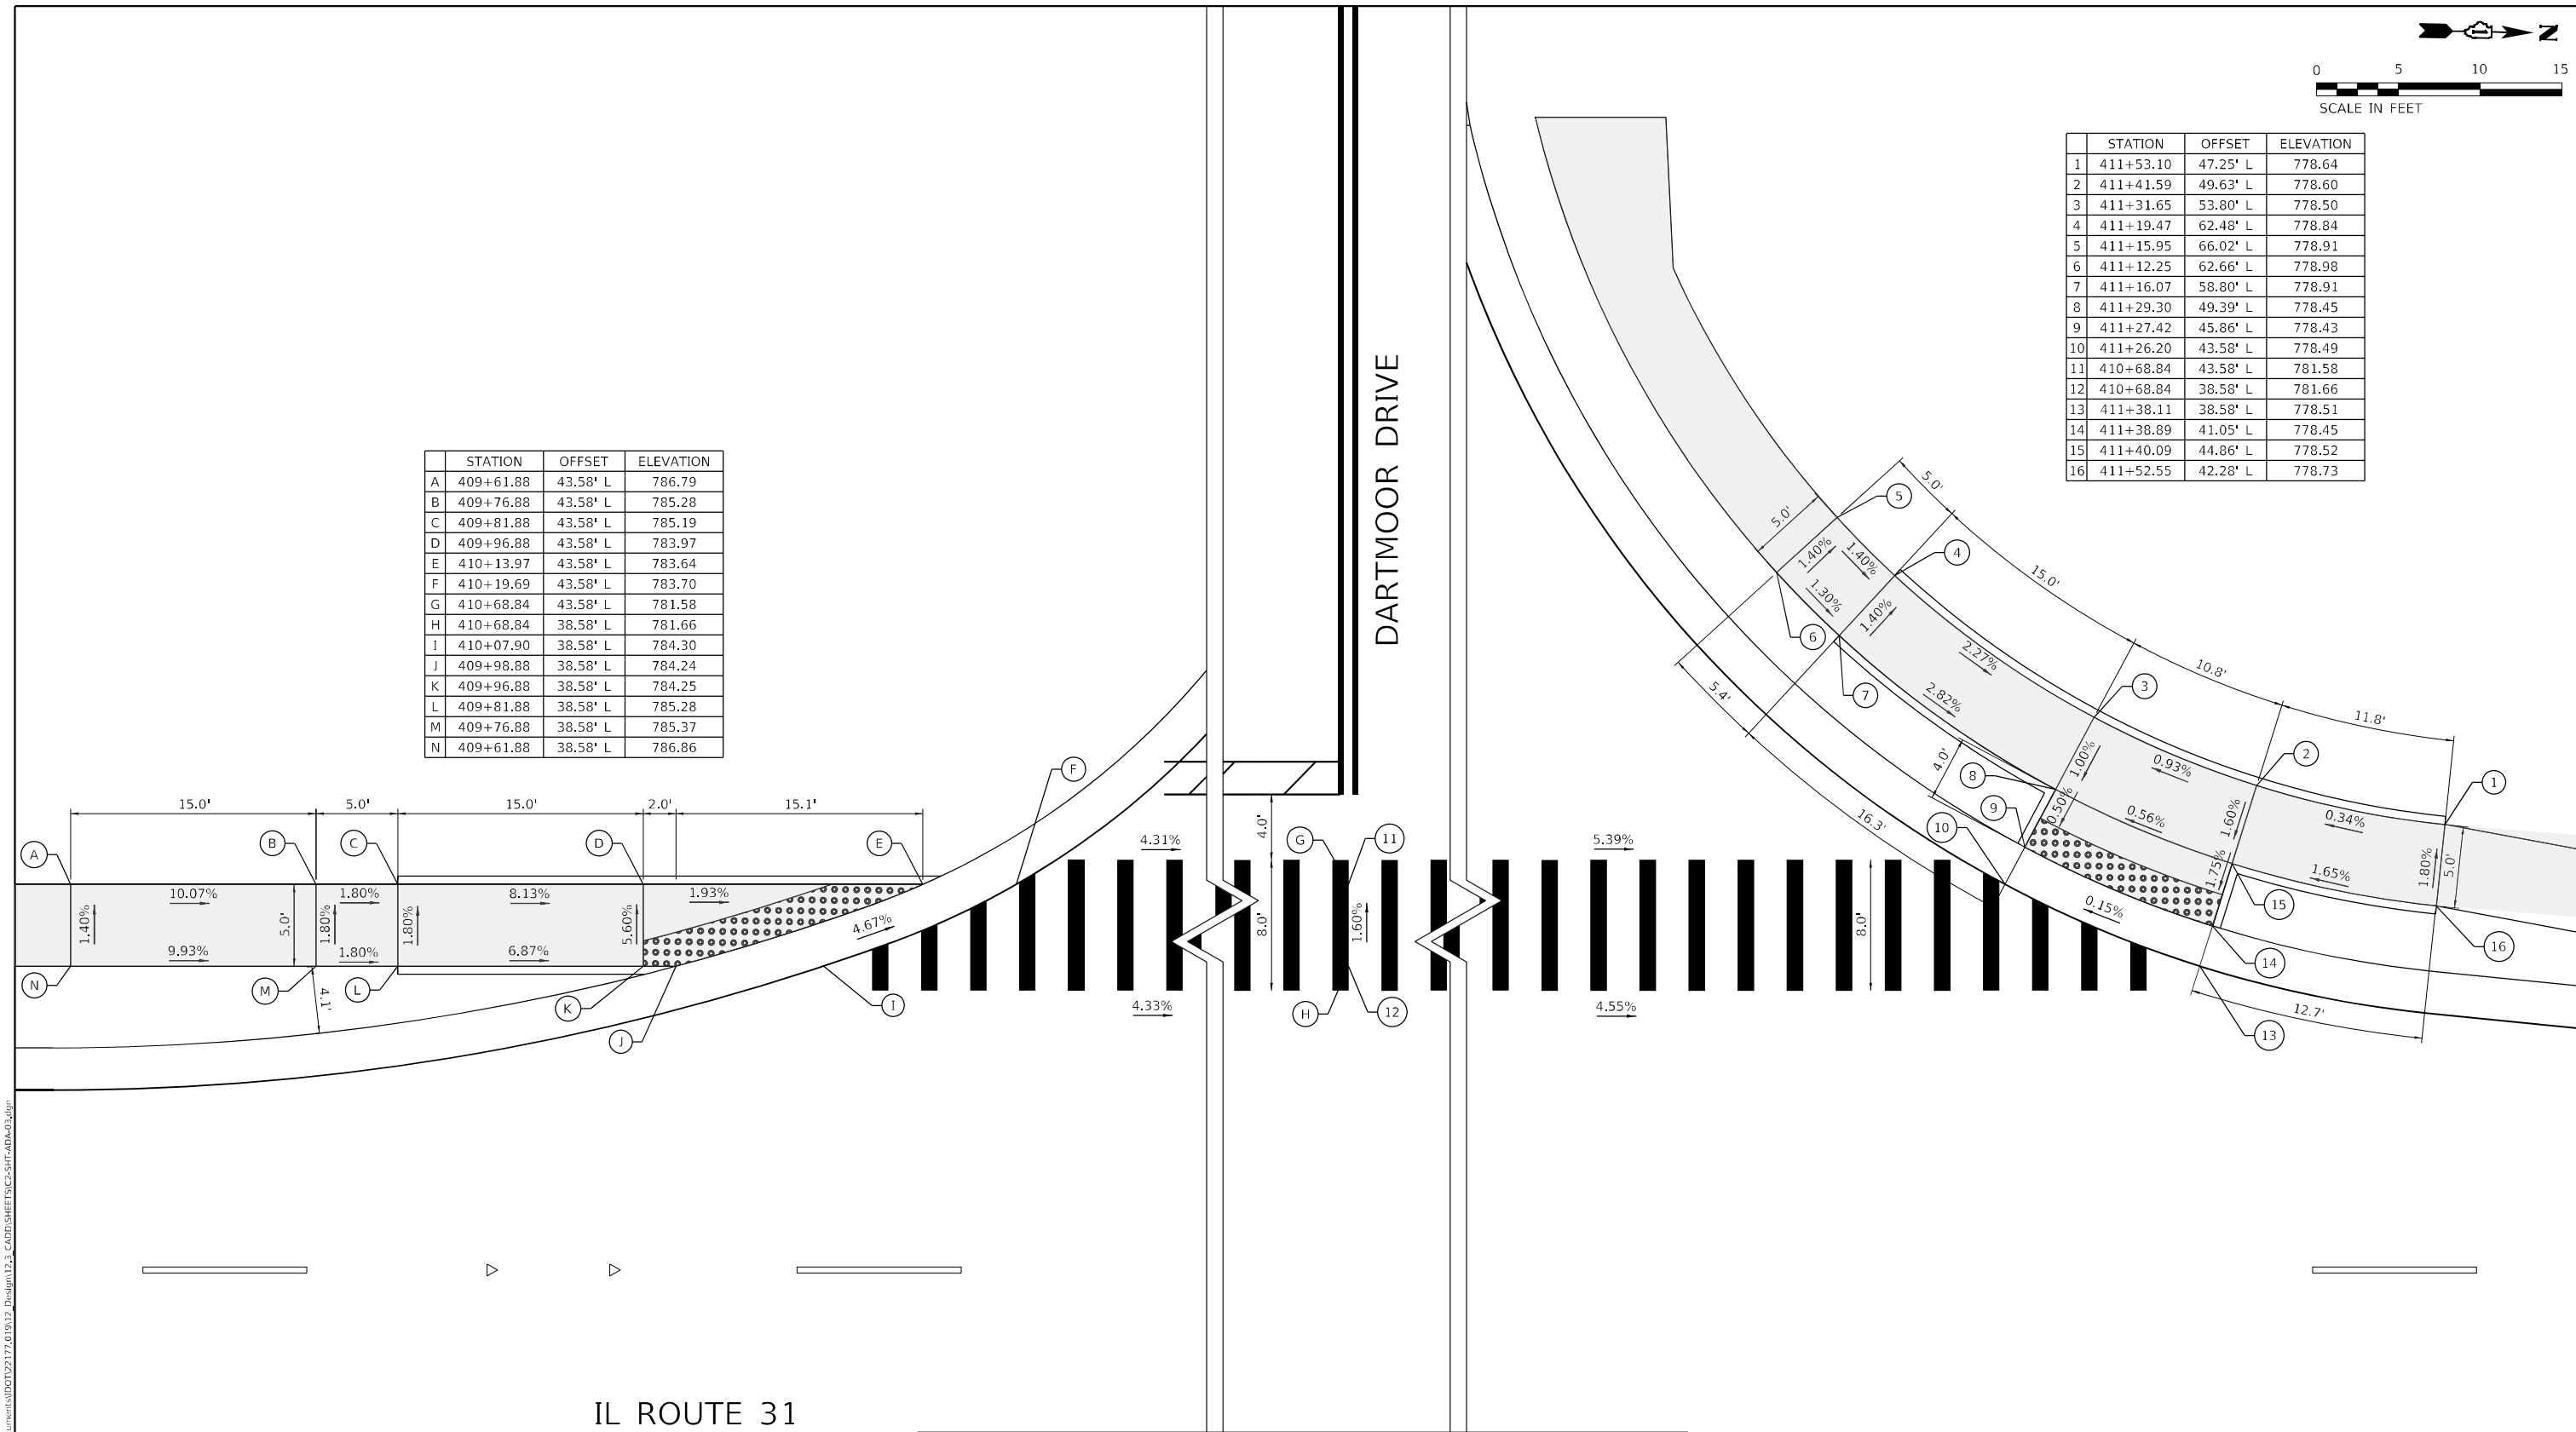 N
0 5 10 15
SCALE IN FEET
STATION OFFSET ELEVATION
1 411+53.10 47.25' L 778.64
2 411+41.59 49.63' L 778.60
3 411+31.65 53.80' L 778.50
4 411+19.47 62.48' L 778.84
5 411+15.95 66.02' L 778.91
6 411+12.25 62.66' L 778.98
7 411+16.07 58.80' L 778.91
8 411+29.30 49.39' L 778.45
9 411+27.42 45.86' L 778.43
10 411+26.20 43.58' L 778.49
11 410+68.84 43.58' L 781.58
12 410+68.84 38.58' L 781.66
13 411+38.11 38.58' L 778.51
14 411+38.89 41.05' L 778.45
15 411+40.09 44.86' L 778.52
16 411+52.55 42.28' L 778.73
STATION OFFSET ELEVATION
A 409+61.88 43.58' L 786.79
B 409+76.88 43.58' L 785.28
C 409+81.88 43.58' L 785.19
D 409+96.88 43.58' L 783.97
E 410+13.97 43.58' L 783.64
F 410+19.69 43.58' L 783.70
G 410+68.84 43.58' L 781.58
H 410+68.84 38.58' L 781.66
I 410+07.90 38.58' L 784.30
J 409+98.88 38.58' L 784.24
K 409+96.88 38.58' L 784.25
L 409+81.88 38.58' L 785.28
M 409+76.88 38.58' L 785.37
N 409+61.88 38.58' L 786.86
DARTMOOR DRIVE
15.0' 5.0' 15.0' 2.0' 15.1'
A B C D E F
10.07% 1.80% 8.13% 1.93%
1.40% 5.0' 1.80% 1.80% 5.60% 4.67%
9.93% 1.80% 6.87%
N M L K J I
4.1'
4.31% 4.0' G 11 5.39%
8.0' 1.60% 8.0'
4.33% H 12 4.55%
5.0' 5 5.0'
1.40% 1.40% 4 15.0'
1.30% 1.40%
6 2.27% 10.8'
5.4' 7 2.82% 3 11.8'
4.0' 8 1.00% 0.93% 2
9 0.50% 0.56% 1.60% 0.34% 1
16.3' 10 1.75% 1.65% 1.80% 5.0'
0.15% 15 16
14
13 12.7'
IL ROUTE 31
uments\IDOT\22177.019\12_Design\12.3_CADD\SHEETS\C2-SHT-ADA-03.dgn